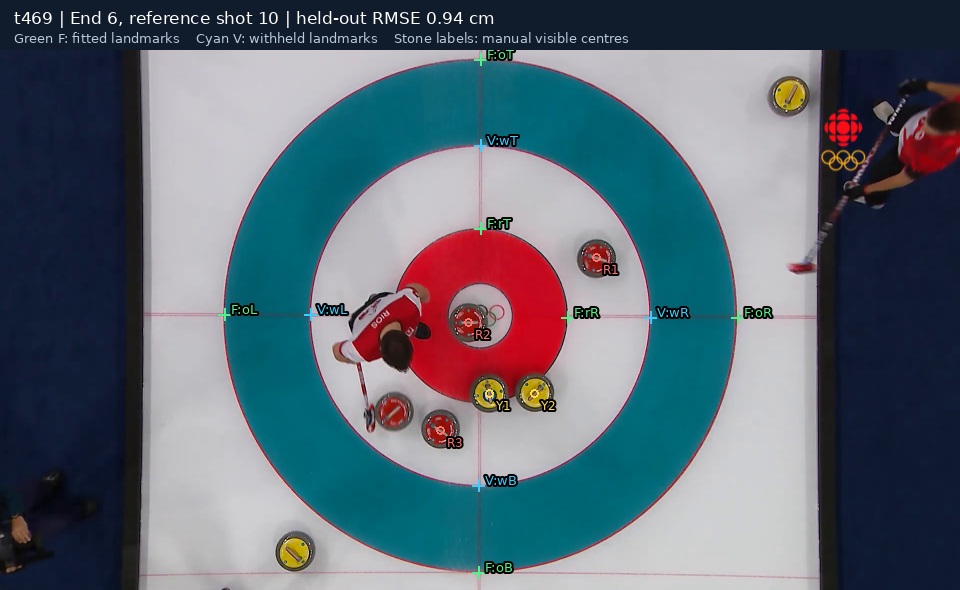 t469 | End 6, reference shot 10 | held-out RMSE 0.94 cm
Green F: fitted landmarks    Cyan V: withheld landmarks    Stone labels: manual visible centres
F:oT
V:wT
F:rT
R1
F:oL
V:wL
F:rR
V:wR
F:oR
RIOS
R2
Y1
Y2
R3
V:wB
F:oB